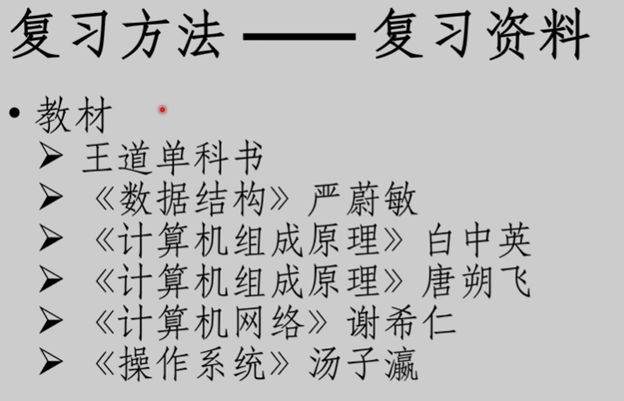 复习方法 —— 复习资料
• 教材
➢ 王道单科书
➢ 《数据结构》严蔚敏
➢ 《计算机组成原理》白中英
➢ 《计算机组成原理》唐朔飞
➢ 《计算机网络》谢希仁
➢ 《操作系统》汤子瀛